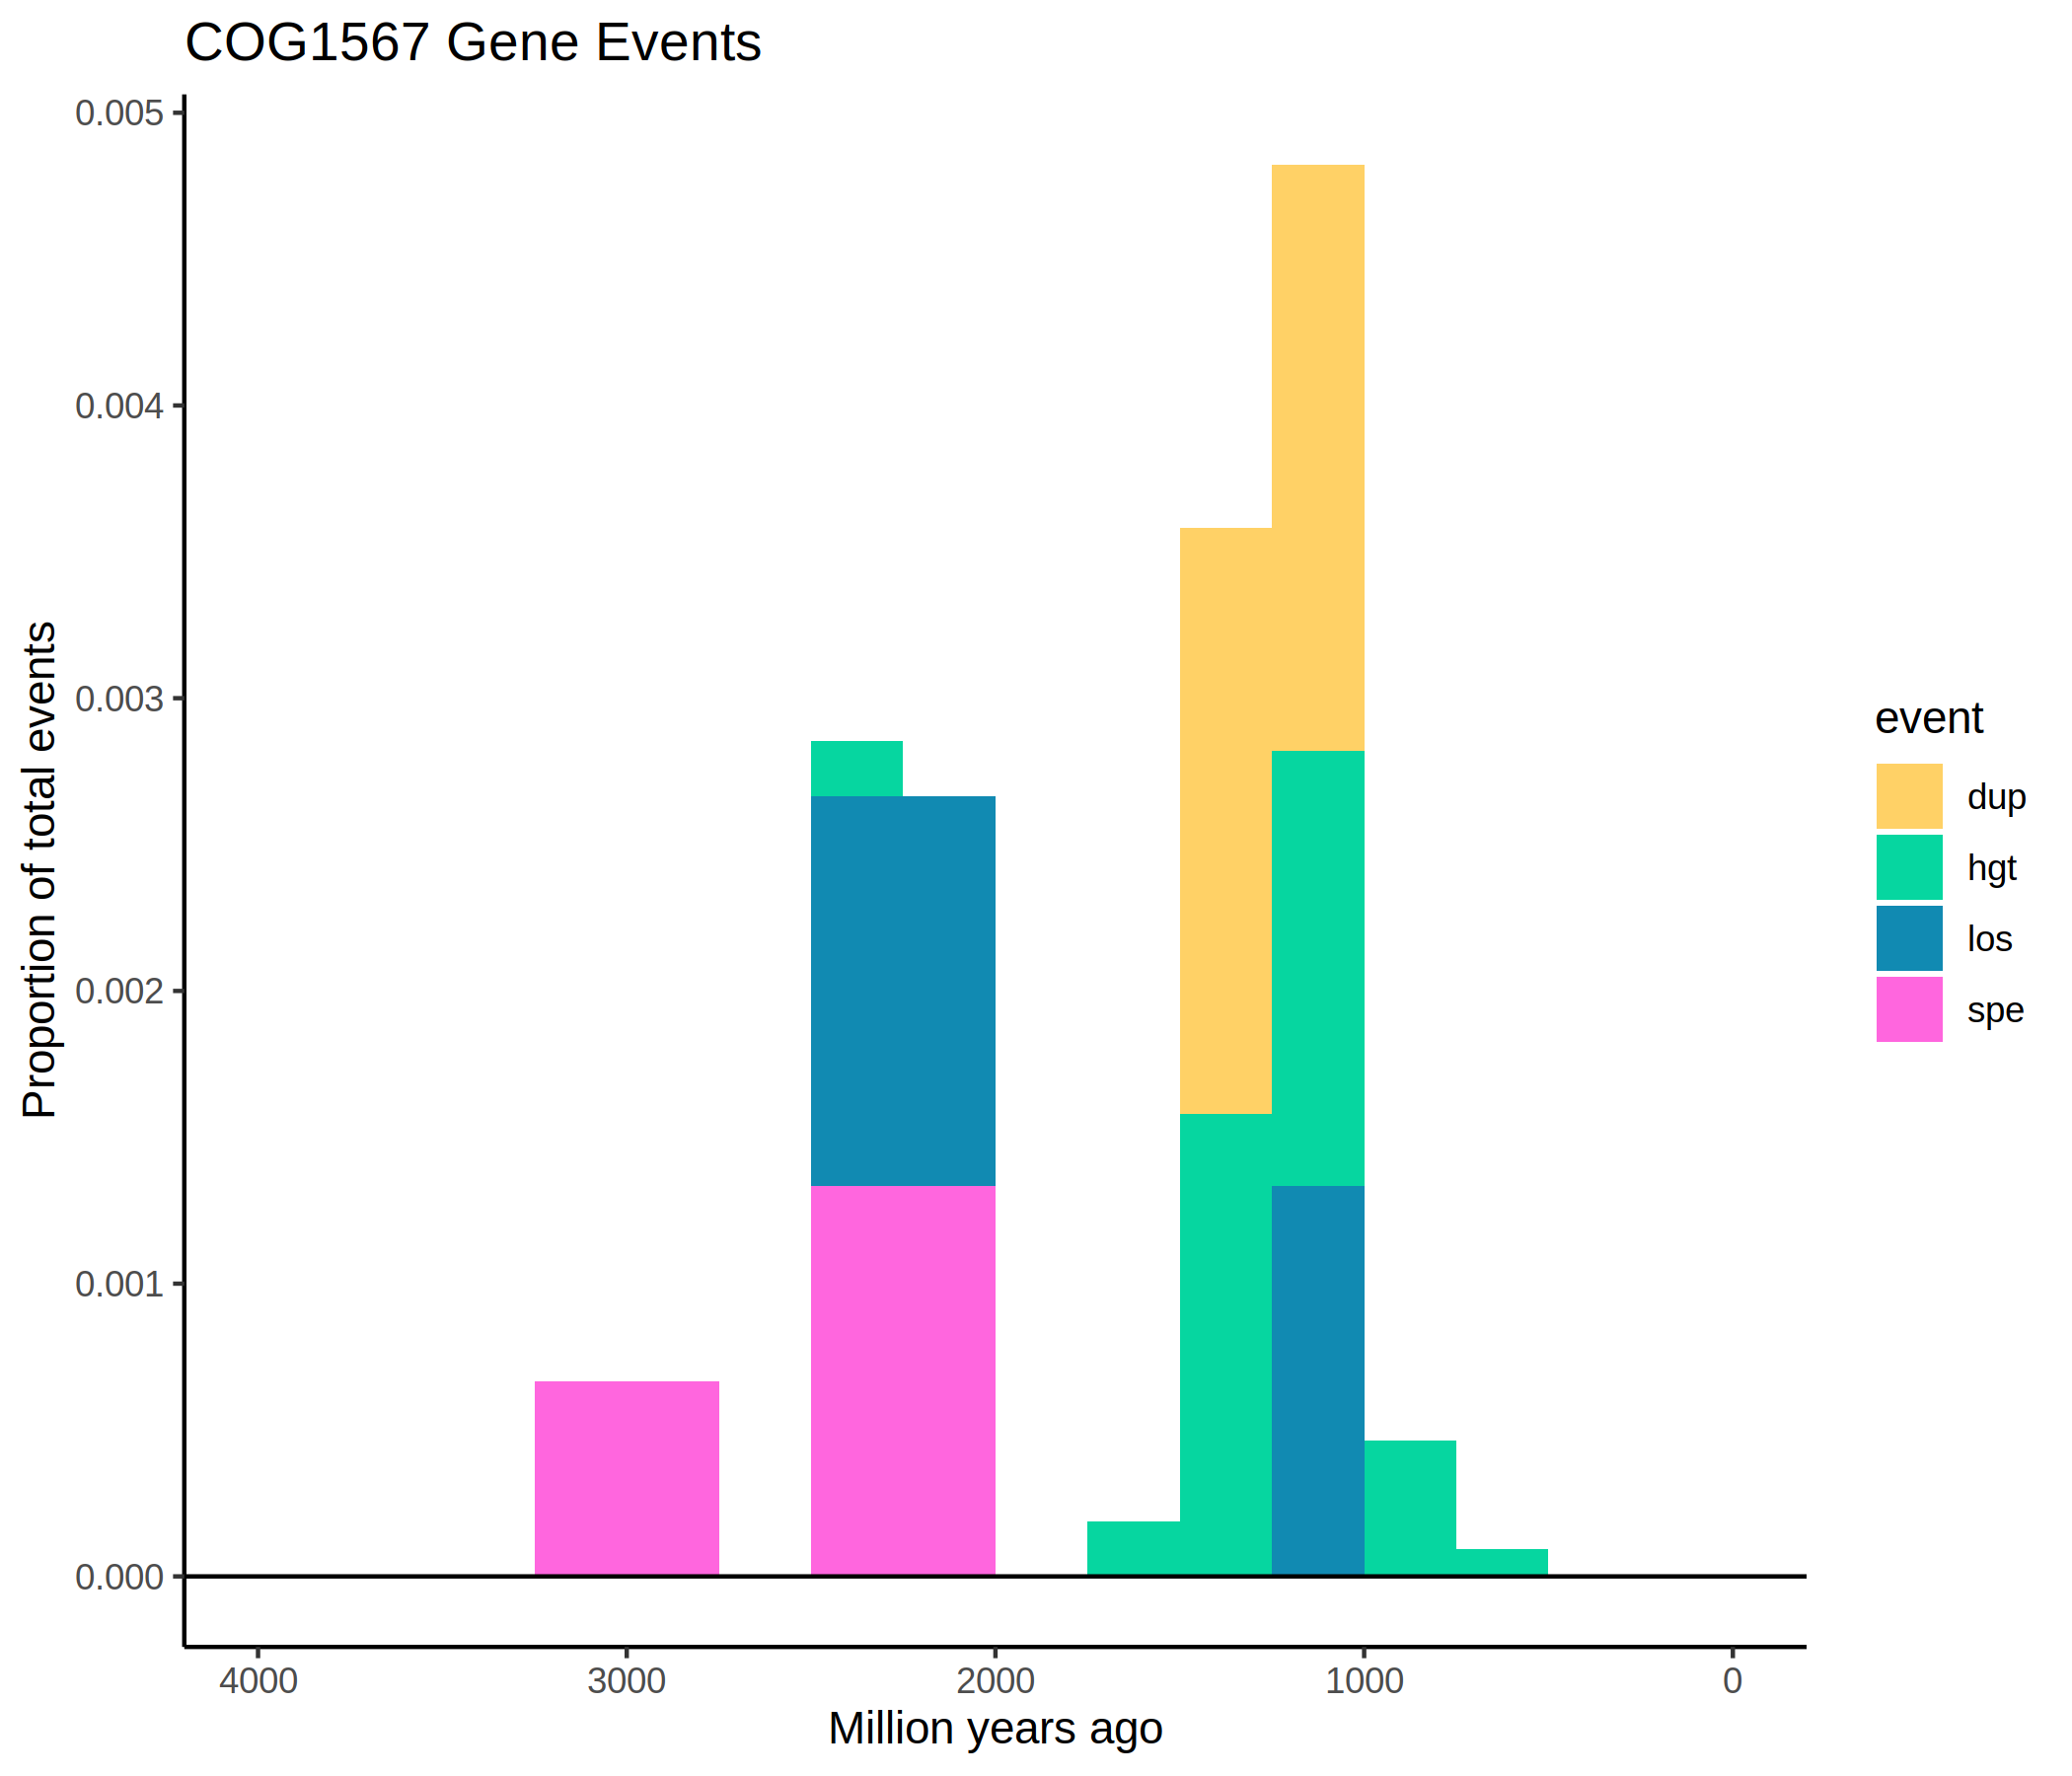 COG1567 Gene Events
0.005
0.004
0.003
0.002
0.001
0.000
Proportion of total events
4000 3000 2000 1000 0
Million years ago
event
dup
hgt
los
spe